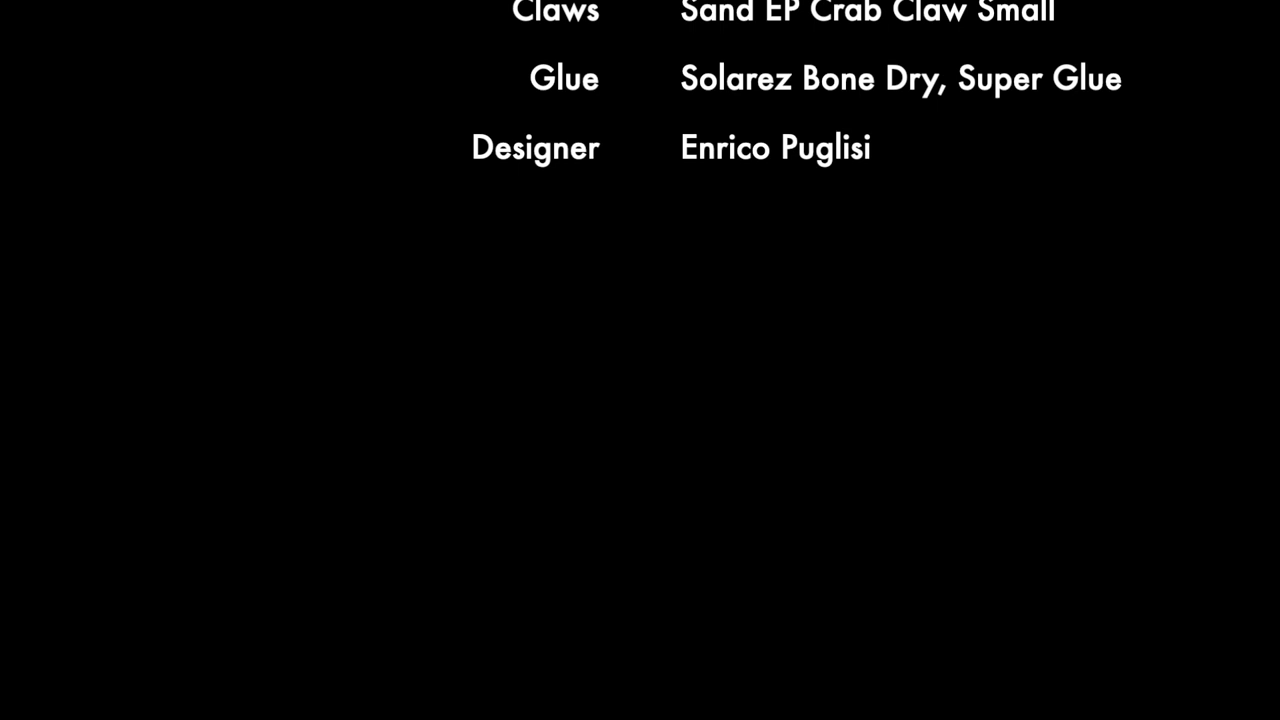 Claws Sand EP Crab Claw Small
Glue Solarez Bone Dry, Super Glue
Designer Enrico Puglisi